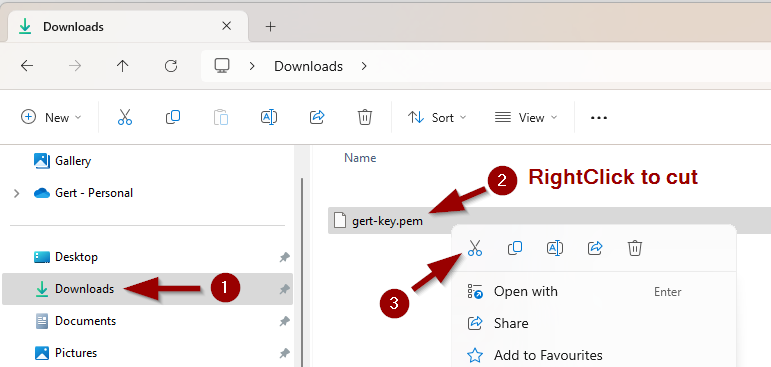 Downloads
Downloads
New
Sort
View
Gallery
Gert - Personal
Desktop
Downloads
1
Documents
Pictures
Name
2 RightClick to cut
gert-key.pem
3
Open with Enter
Share
Add to Favourites